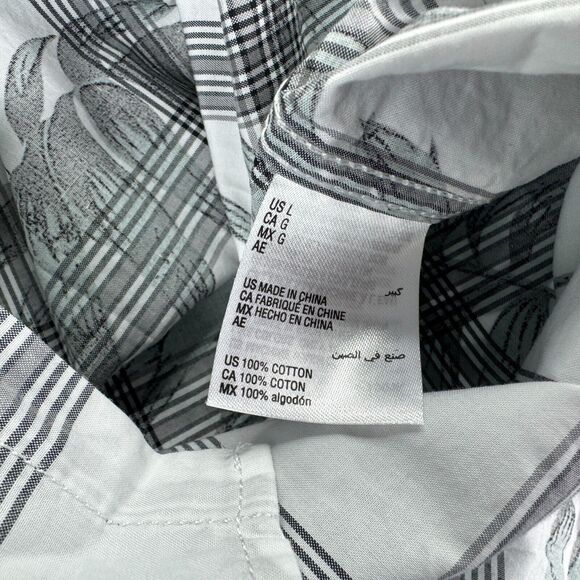 US L
CA G
MX G
AE كبير
US MADE IN CHINA
CA FABRIQUÉ EN CHINE
MX HECHO EN CHINA
AE صنع في الصين
US 100% COTTON
CA 100% COTON
MX 100% algodón